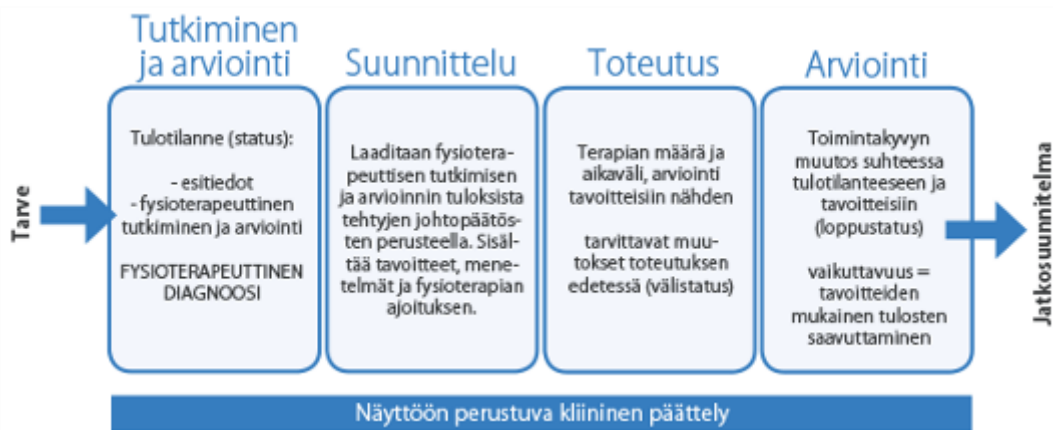 Tarve
Tutkiminen
ja arviointi
Tulotilanne (status):
- esitiedot
- fysioterapeuttinen
tutkiminen ja arviointi
FYSIOTERAPEUTTINEN
DIAGNOOSI
Suunnittelu
Laaditaan fysiotera-
peuttisen tutkimisen
ja arvioinnin tuloksista
tehtyjen johtopäätös-
ten perusteella. Sisäl-
tää tavoitteet, mene-
telmät ja fysioterapian
ajoituksen.
Toteutus
Terapian määrä ja
aikaväli, arviointi
tavoitteisiin nähden
tarvittavat muu-
tokset toteutuksen
edetessä (välistatus)
Arviointi
Toimintakyvyn
muutos suhteessa
tulotilanteeseen ja
tavoitteisiin
(loppustatus)
vaikuttavuus =
tavoitteiden
mukainen tulosten
saavuttaminen
Jatkosuunnitelma
Näyttöön perustuva kliininen päättely